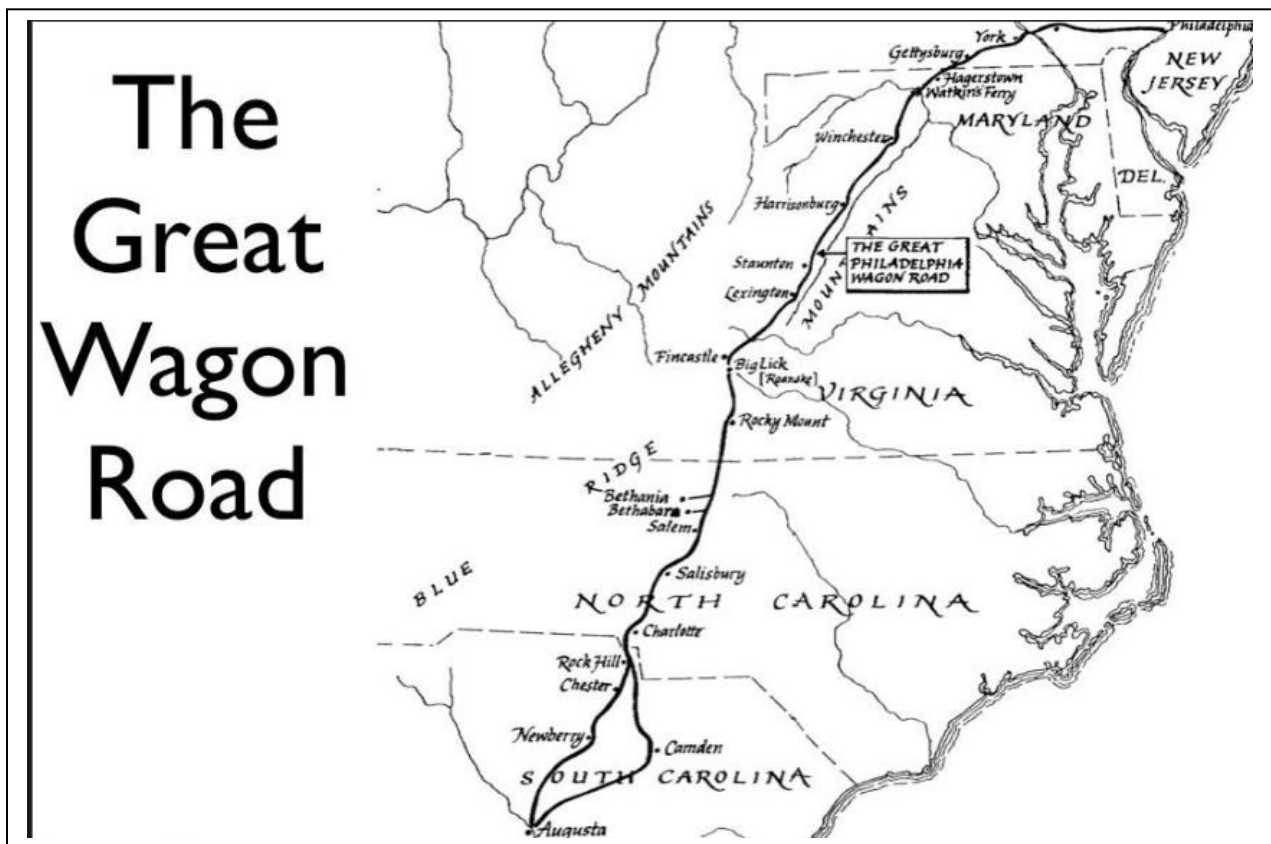 The
Great
Wagon
Road
Philadelphia
York
Gettysburg
NEW
JERSEY
Hagerstown
Watkin's Ferry
MARYLAND
Winchester
DEL.
Harrisonburg
MOUNTAINS
THE GREAT
PHILADELPHIA
WAGON ROAD
Staunton
Lexington
ALLEGHENY MOUNTAINS
Fincastle
Big Lick
[Roanoke]
VIRGINIA
Rocky Mount
BLUE RIDGE
Bethania
Bethabara
Salem
Salisbury
NORTH CAROLINA
Charlotte
Rock Hill
Chester
Newberry
Camden
SOUTH CAROLINA
Augusta